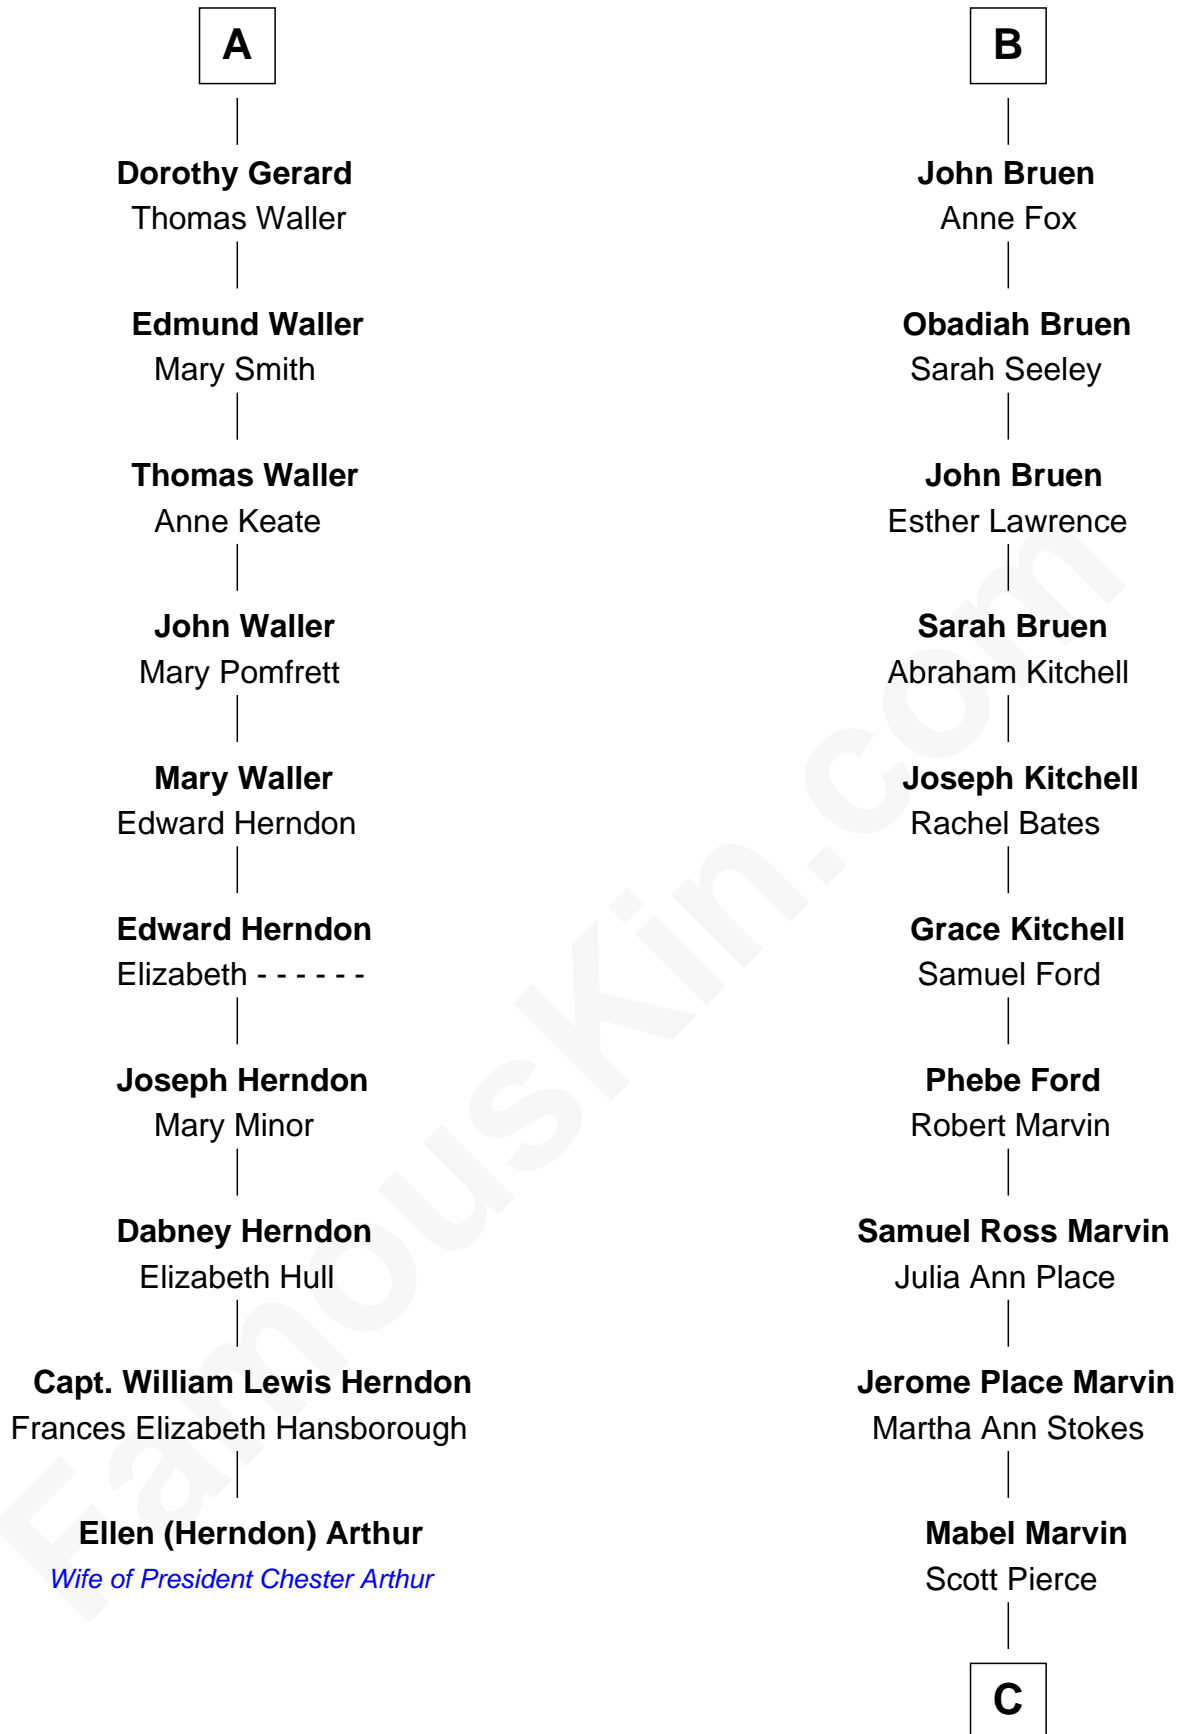 A
Dorothy Gerard
Thomas Waller
Edmund Waller
Mary Smith
Thomas Waller
Anne Keate
John Waller
Mary Pomfrett
Mary Waller
Edward Herndon
Edward Herndon
Elizabeth - - - - - -
Joseph Herndon
Mary Minor
Dabney Herndon
Elizabeth Hull
Capt. William Lewis Herndon
Frances Elizabeth Hansborough
Ellen (Herndon) Arthur
Wife of President Chester Arthur
B
John Bruen
Anne Fox
Obadiah Bruen
Sarah Seeley
John Bruen
Esther Lawrence
Sarah Bruen
Abraham Kitchell
Joseph Kitchell
Rachel Bates
Grace Kitchell
Samuel Ford
Phebe Ford
Robert Marvin
Samuel Ross Marvin
Julia Ann Place
Jerome Place Marvin
Martha Ann Stokes
Mabel Marvin
Scott Pierce
C
FamousKin.com